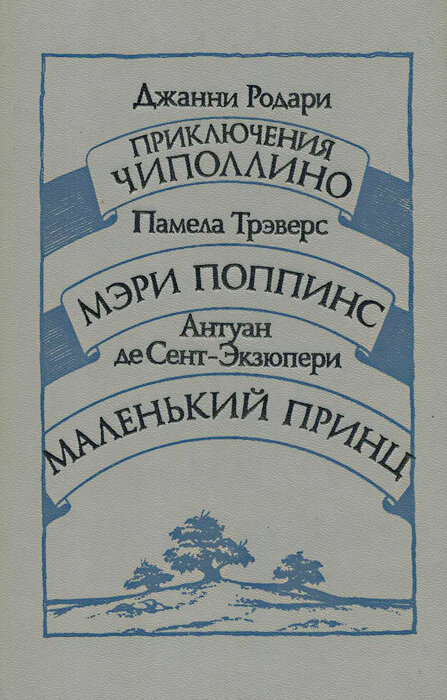 Джанни Родари
ПРИКЛЮЧЕНИЯ
ЧИПОЛЛИНО
Памела Трэверс
МЭРИ ПОППИНС
Антуан
де Сент-Экзюпери
МАЛЕНЬКИЙ ПРИНЦ